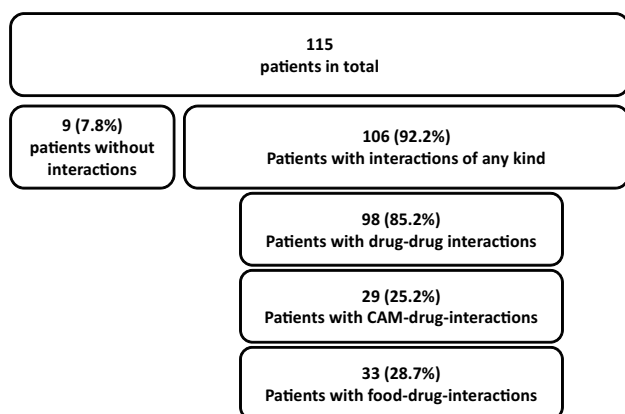 115
patients in total
9 (7.8%)
patients without
interactions
106 (92.2%)
Patients with interactions of any kind
98 (85.2%)
Patients with drug-drug interactions
29 (25.2%)
Patients with CAM-drug-interactions
33 (28.7%)
Patients with food-drug-interactions